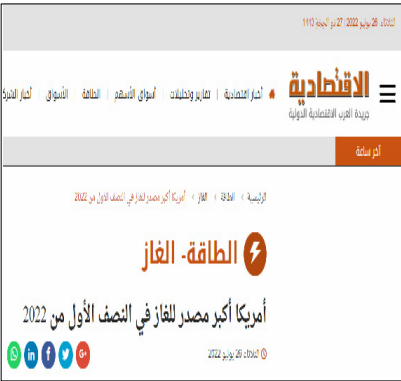 الثلاثاء 26 يوليو 2022 | 27 ذو الحجة 1443
الاقتصادية
جريدة العرب الاقتصادية الدولية
أخبار اقتصادية | تقارير وتحليلات | أسواق الأسهم | الطاقة | الأسواق | أخبار الشرك
آخر ساعة
الرئيسية > الطاقة > الغاز > أمريكا أكبر مصدر للغاز في النصف الأول من 2022
الطاقة- الغاز
أمريكا أكبر مصدر للغاز في النصف الأول من 2022
الثلاثاء 26 يوليو 2022